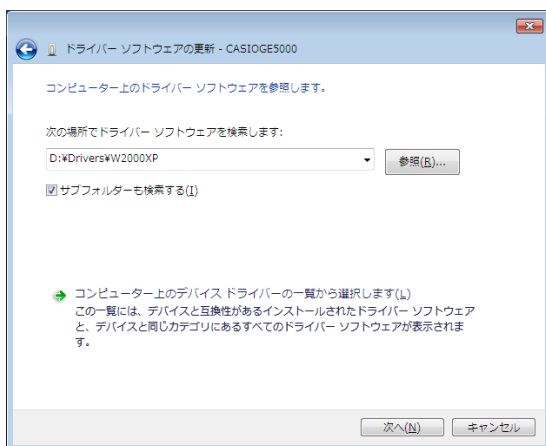 ドライバー ソフトウェアの更新 - CASIOGE5000
コンピューター上のドライバー ソフトウェアを参照します。
次の場所でドライバー ソフトウェアを検索します:
D:¥Drivers¥W2000XP
参照(R)...
サブフォルダーも検索する(I)
コンピューター上のデバイス ドライバーの一覧から選択します(L)
この一覧には、デバイスと互換性があるインストールされたドライバー ソフトウェア
と、デバイスと同じカテゴリにあるすべてのドライバー ソフトウェアが表示されま
す。
次へ(N)
キャンセル